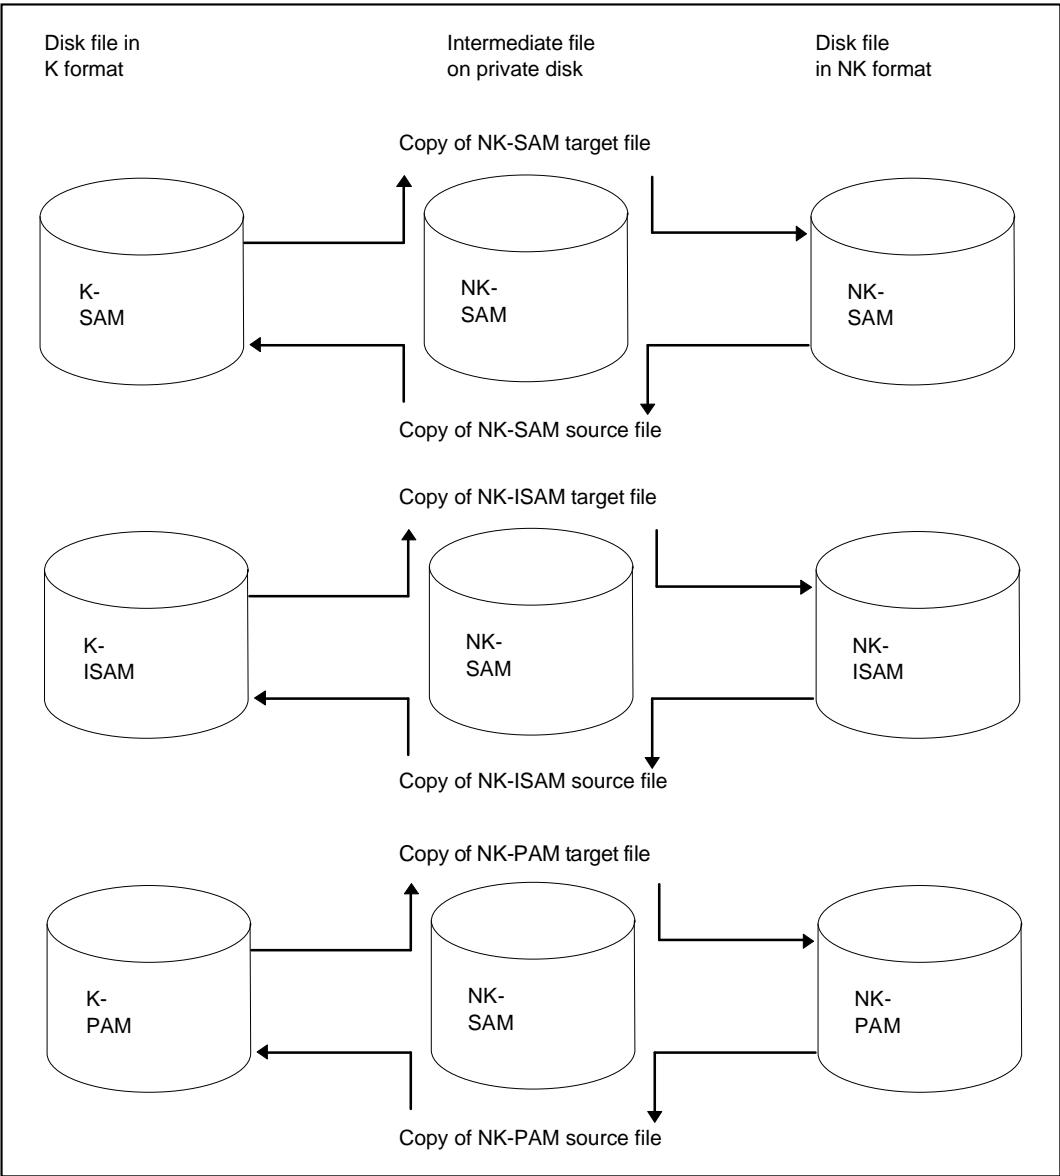 Disk file in
K format
Intermediate file
on private disk
Disk file
in NK format
Copy of NK-SAM target file
K-
SAM
NK-
SAM
NK-
SAM
Copy of NK-SAM source file
Copy of NK-ISAM target file
K-
ISAM
NK-
SAM
NK-
ISAM
Copy of NK-ISAM source file
Copy of NK-PAM target file
K-
PAM
NK-
SAM
NK-
PAM
Copy of NK-PAM source file